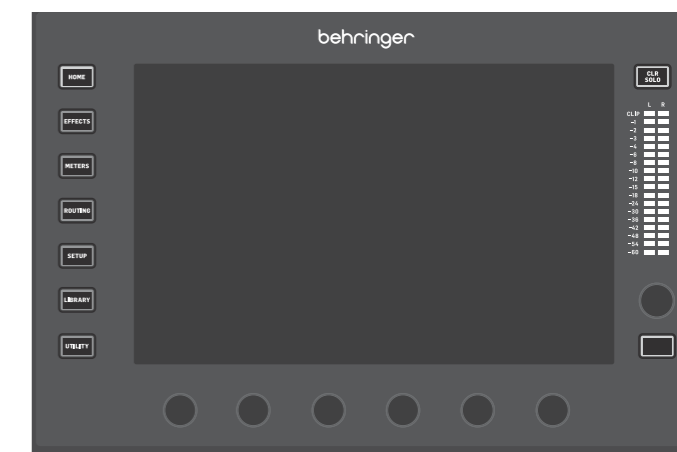 behringer
HOME
CLR
SOLO
L R
CLIP
EFFECTS
-1
-2
-3
-4
-6
METERS
-8
-10
-12
-15
-18
ROUTING
-24
-30
-36
-42
SETUP
-48
-54
-60
LIBRARY
UTILITY